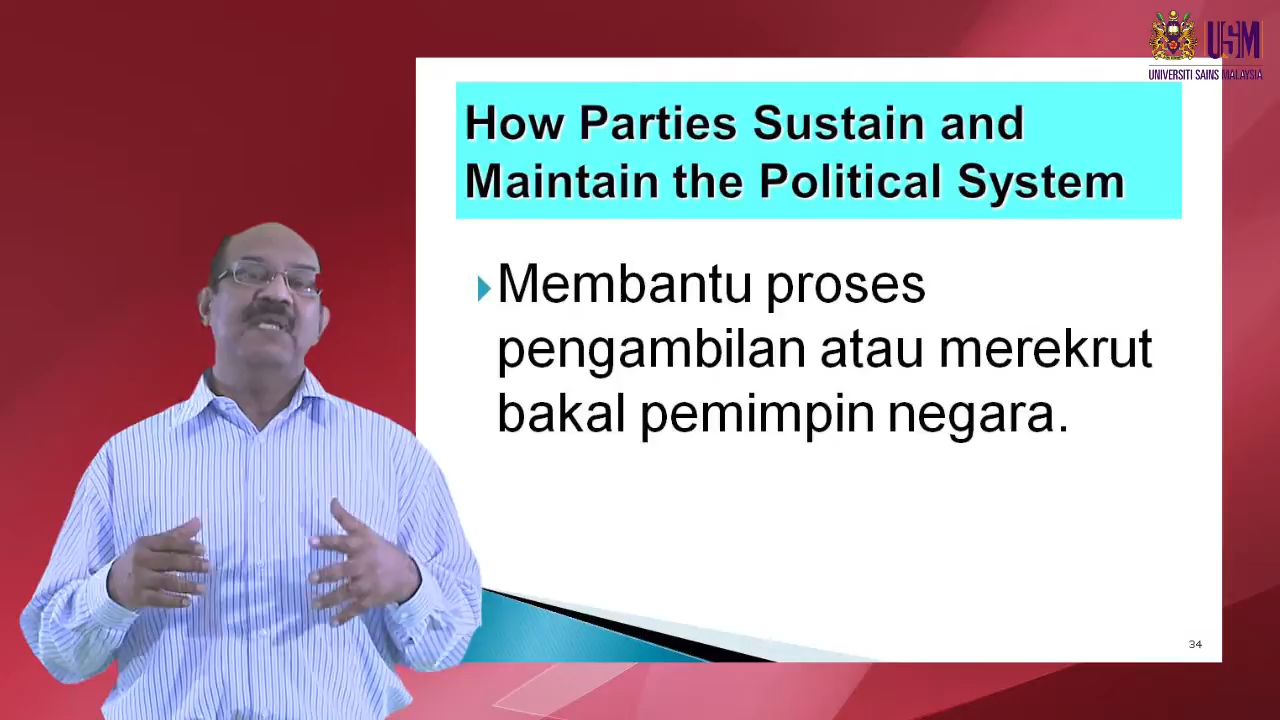 USM
UNIVERSITI SAINS MALAYSIA
How Parties Sustain and
Maintain the Political System
Membantu proses
pengambilan atau merekrut
bakal pemimpin negara.
34